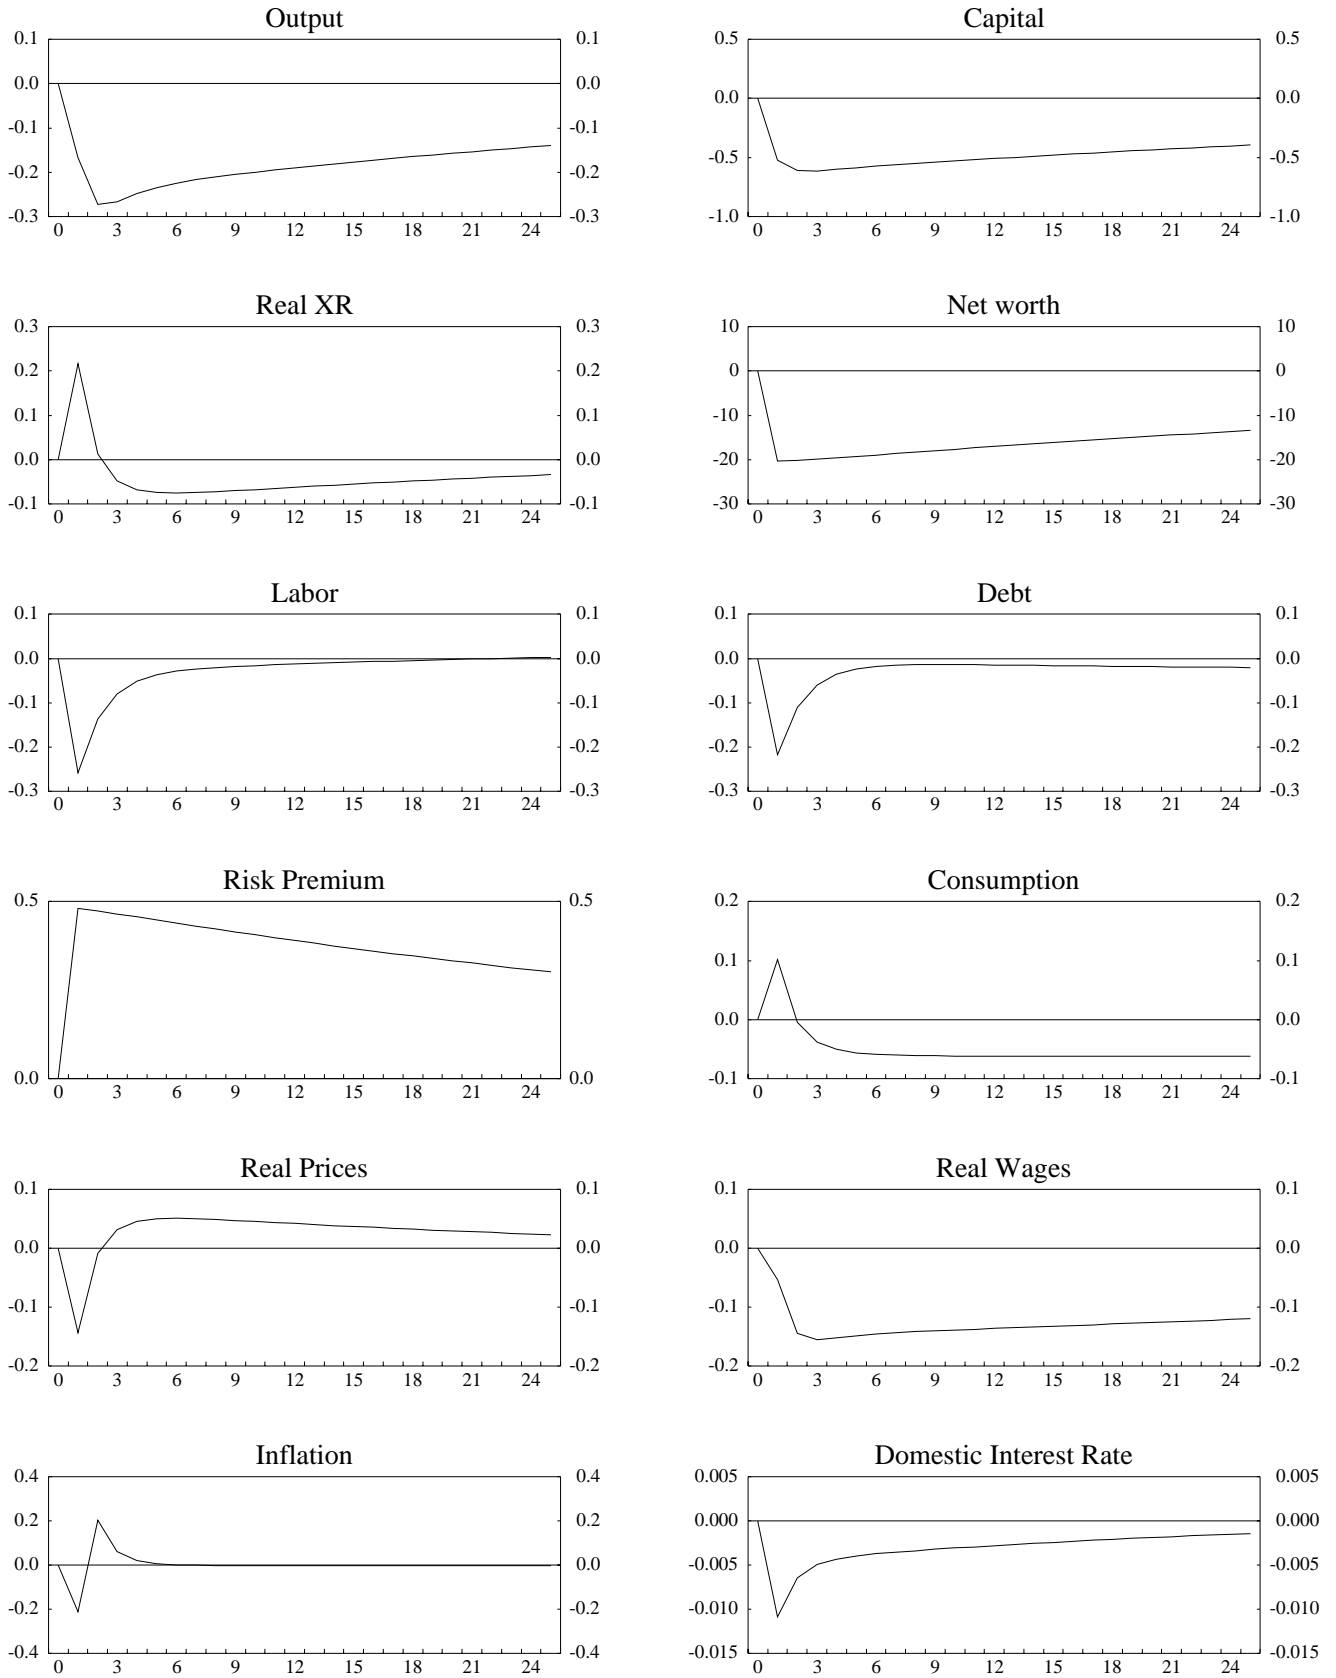 Output
0.1 0.1
0.0 0.0
-0.1 -0.1
-0.2 -0.2
-0.3 -0.3
0 3 6 9 12 15 18 21 24
Capital
0.5 0.5
0.0 0.0
-0.5 -0.5
-1.0 -1.0
0 3 6 9 12 15 18 21 24
Real XR
0.3 0.3
0.2 0.2
0.1 0.1
0.0 0.0
-0.1 -0.1
0 3 6 9 12 15 18 21 24
Net worth
10 10
0 0
-10 -10
-20 -20
-30 -30
0 3 6 9 12 15 18 21 24
Labor
0.1 0.1
0.0 0.0
-0.1 -0.1
-0.2 -0.2
-0.3 -0.3
0 3 6 9 12 15 18 21 24
Debt
0.1 0.1
0.0 0.0
-0.1 -0.1
-0.2 -0.2
-0.3 -0.3
0 3 6 9 12 15 18 21 24
Risk Premium
0.5 0.5
0.0 0.0
0 3 6 9 12 15 18 21 24
Consumption
0.2 0.2
0.1 0.1
0.0 0.0
-0.1 -0.1
0 3 6 9 12 15 18 21 24
Real Prices
0.1 0.1
0.0 0.0
-0.1 -0.1
-0.2 -0.2
0 3 6 9 12 15 18 21 24
Real Wages
0.1 0.1
0.0 0.0
-0.1 -0.1
-0.2 -0.2
0 3 6 9 12 15 18 21 24
Inflation
0.4 0.4
0.2 0.2
0.0 0.0
-0.2 -0.2
-0.4 -0.4
0 3 6 9 12 15 18 21 24
Domestic Interest Rate
0.005 0.005
0.000 0.000
-0.005 -0.005
-0.010 -0.010
-0.015 -0.015
0 3 6 9 12 15 18 21 24